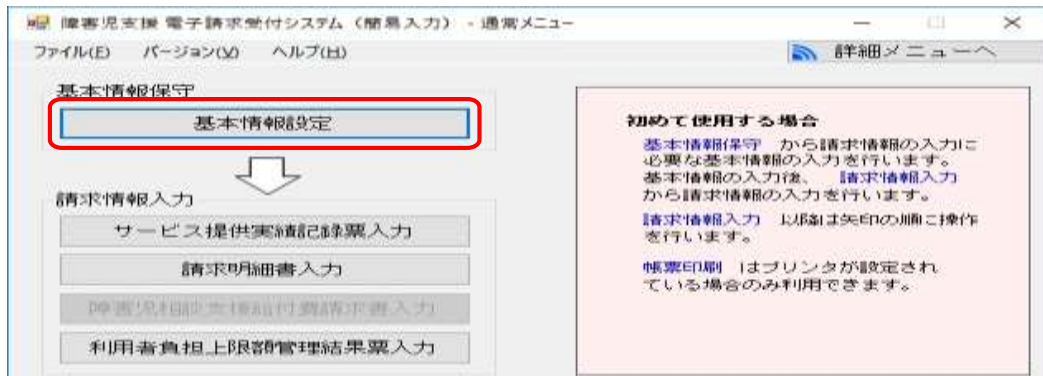 障害児支援 電子請求受付システム（簡易入力） - 通常メニュー
ファイル(F) バージョン(V) ヘルプ(H)
詳細メニューへ
基本情報保守
基本情報設定
請求情報入力
サービス提供実績記録票入力
請求明細書入力
障害児相談支援給付費請求書入力
利用者負担上限額管理結果票入力
初めて使用する場合
基本情報保守 から請求情報の入力に
必要な基本情報の入力を行います。
基本情報の入力後、 請求情報入力
から請求情報の入力を行います。
請求情報入力 以降は矢印の順に操作
を行います。
帳票印刷 はプリンタが設定され
ている場合のみ利用できます。